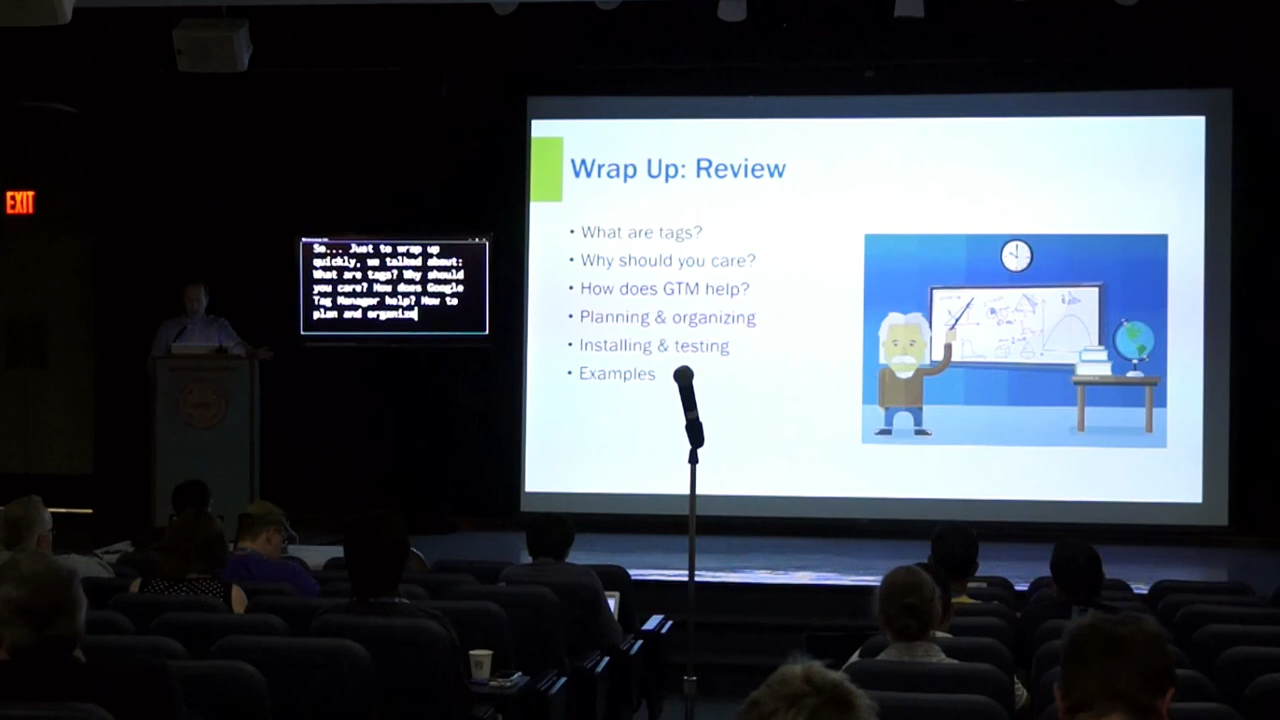 EXIT
So... Just to wrap up
quickly, we talked about:
What are tags? Why should
you care? How does Google
Tag Manager help? How to
plan and organize
Wrap Up: Review
• What are tags?
• Why should you care?
• How does GTM help?
• Planning & organizing
• Installing & testing
• Examples